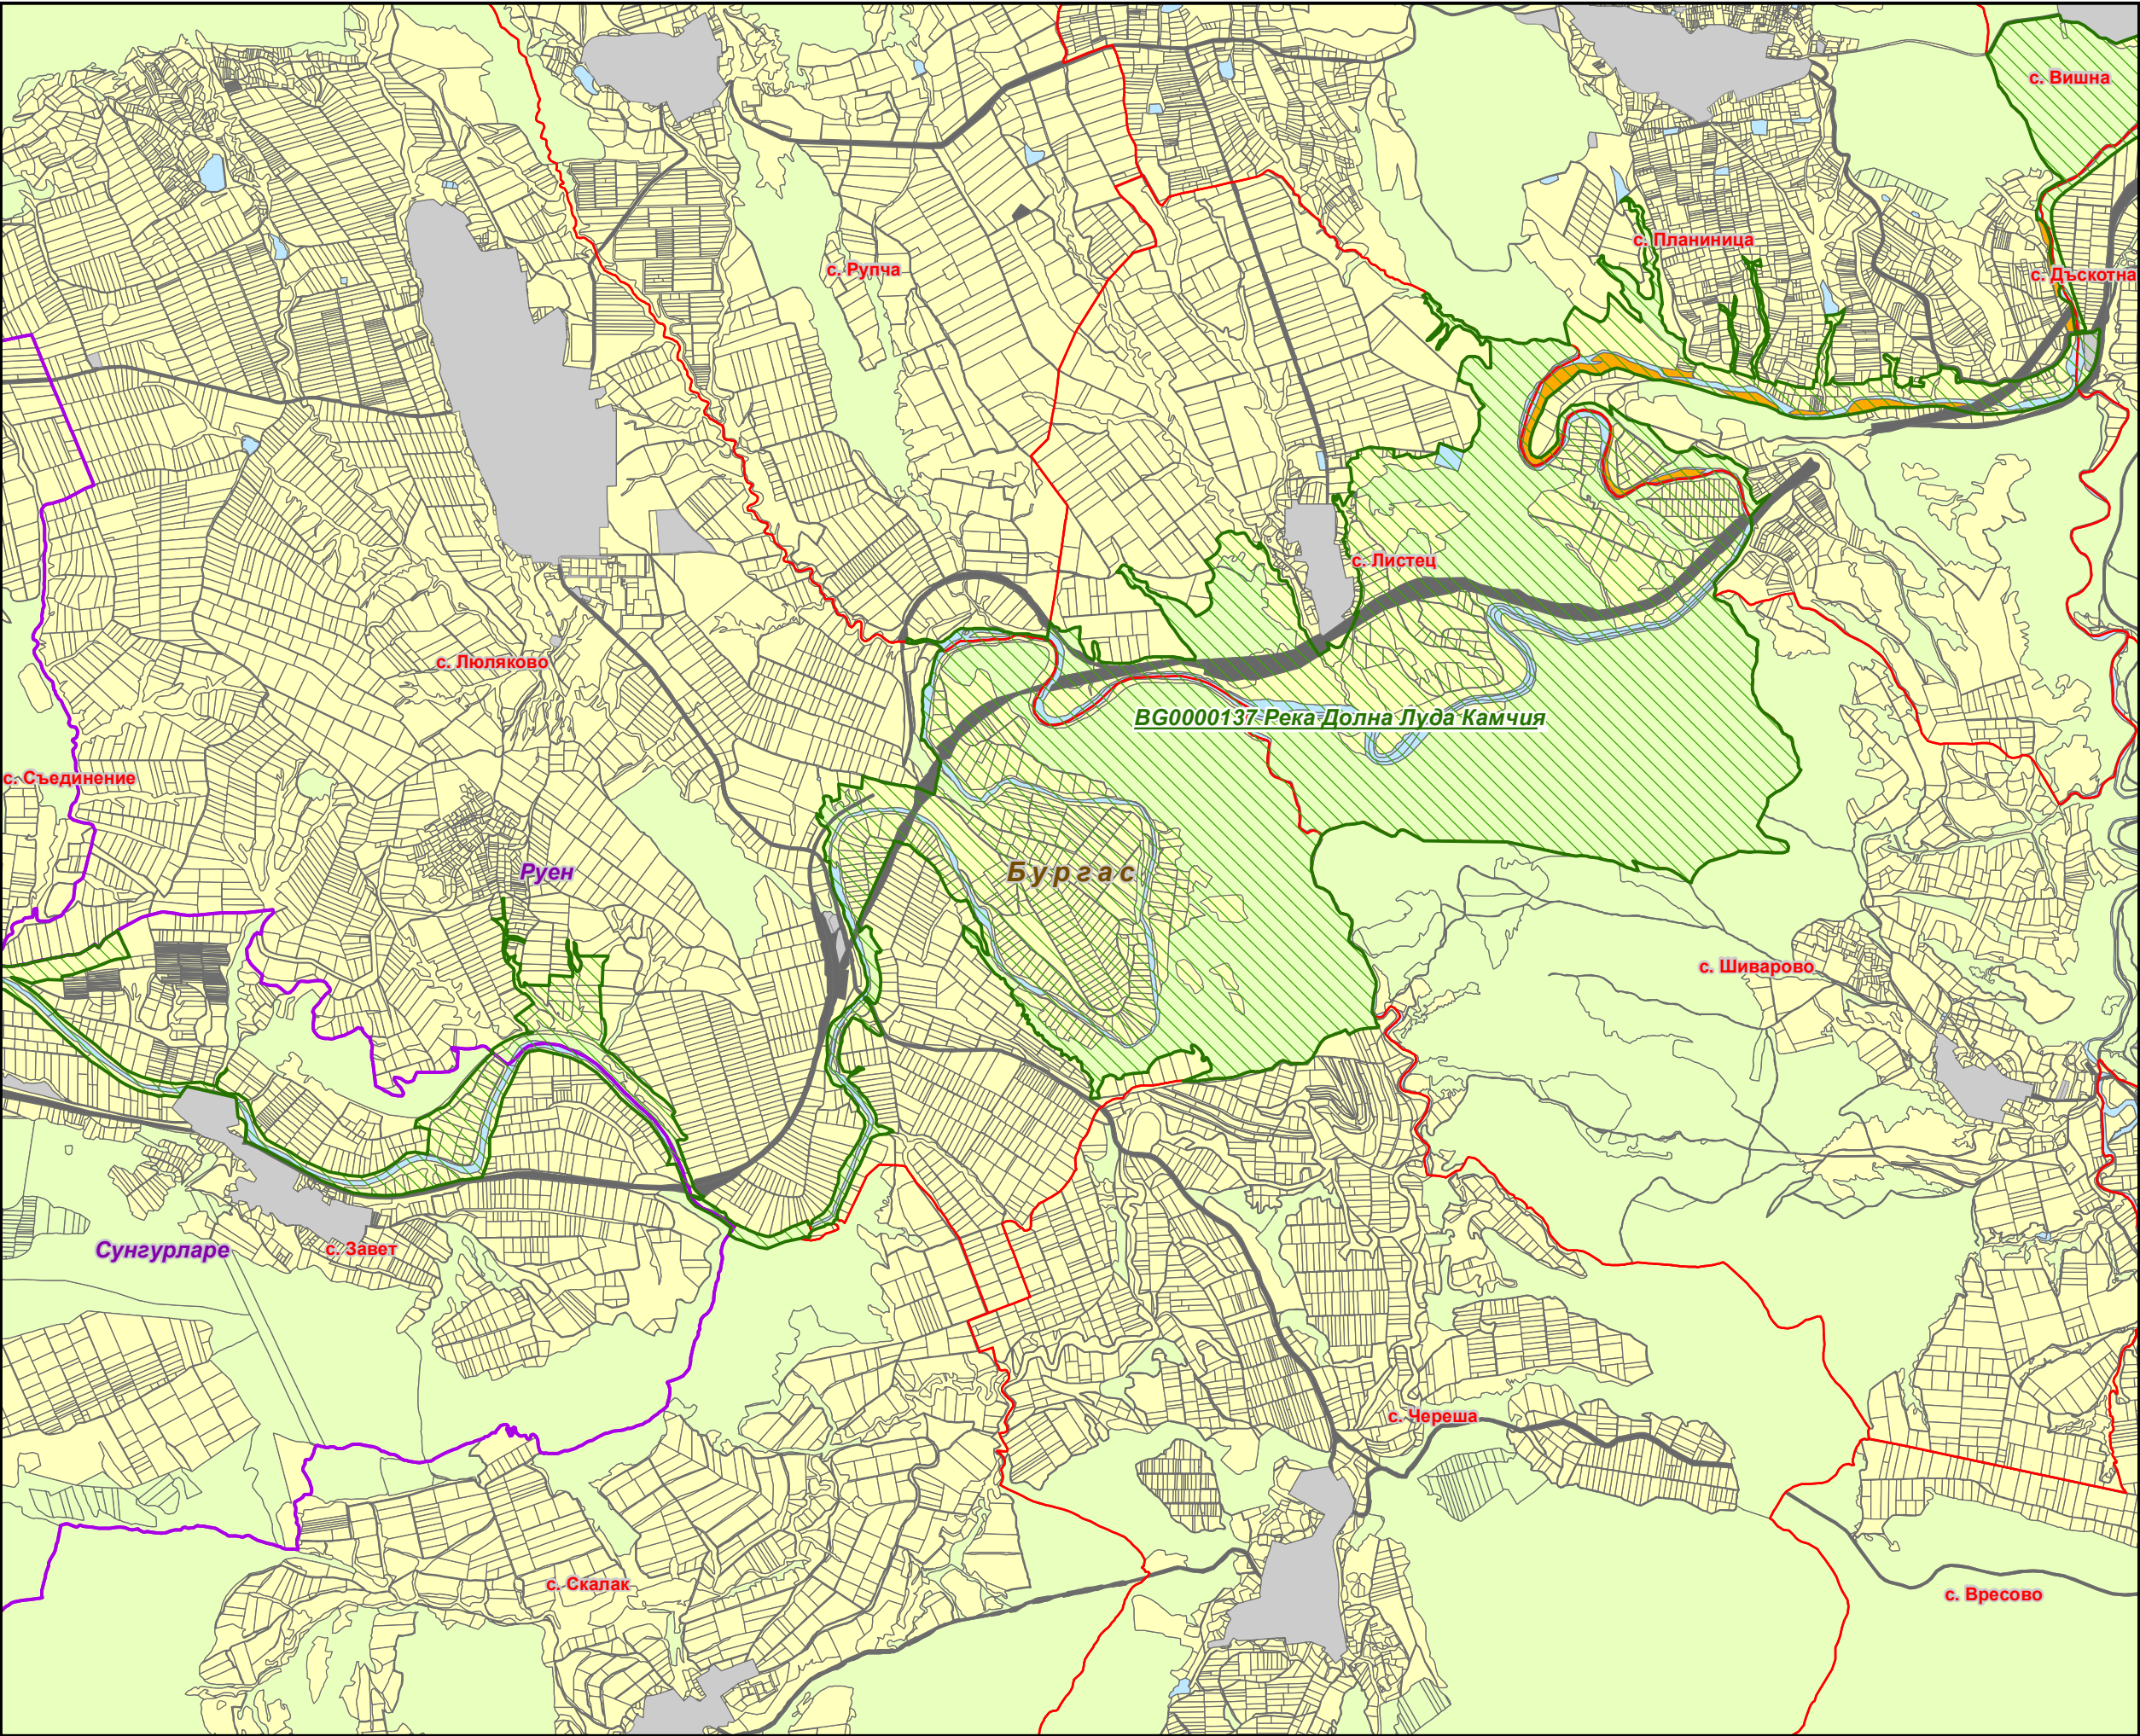 с. Вишна
с. Планиница
с. Рупча
с. Дъскотна
с. Листец
с. Люляково
BG0000137 Река Долна Луда Камчия
с. Съединение
Руен
Бургас
с. Шиварово
Сунгурларе
с. Завет
с. Череша
с. Скалак
с. Вресово